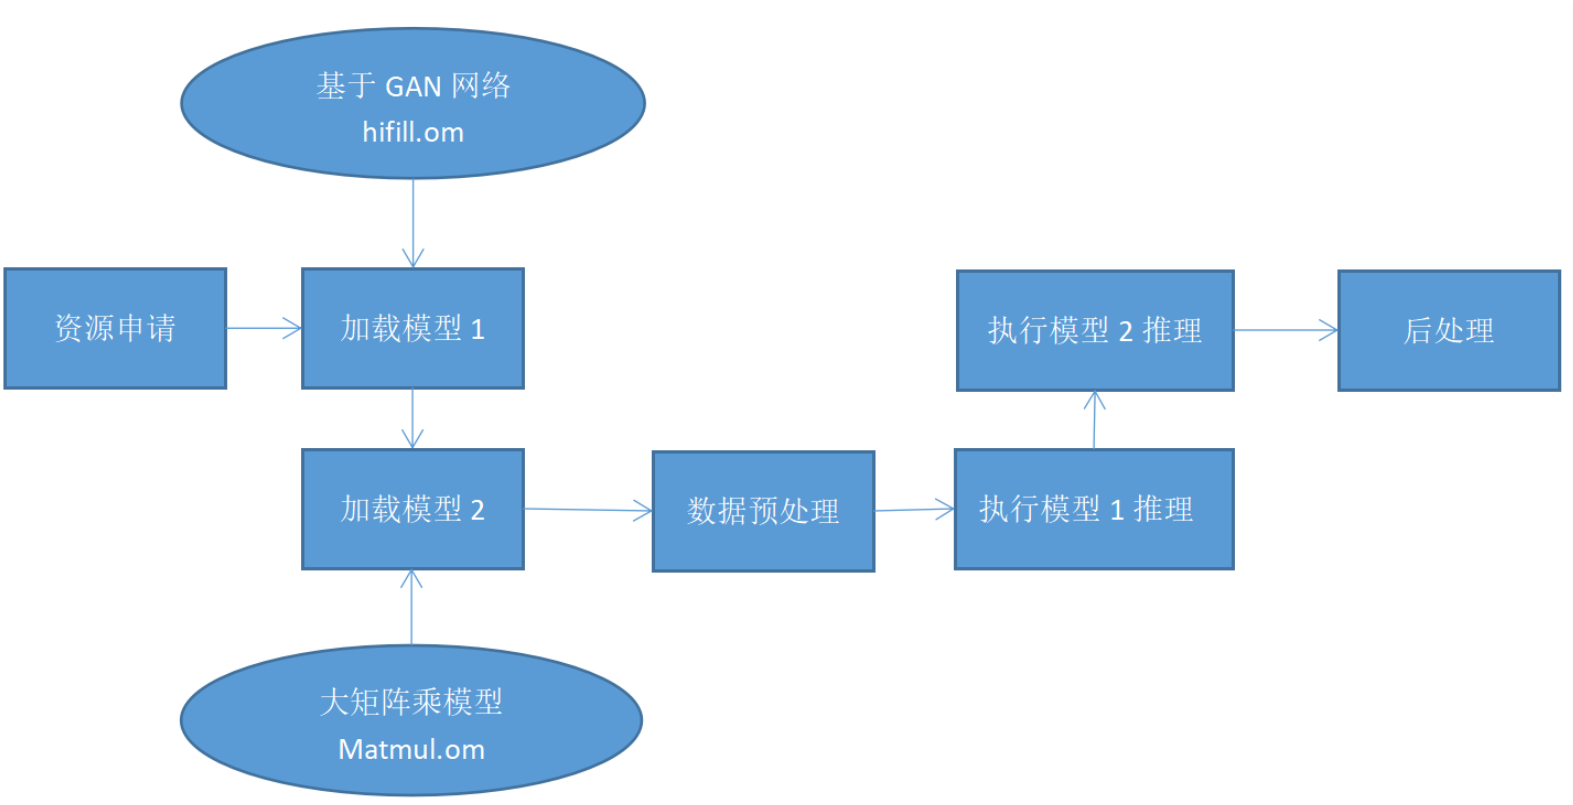 基于 GAN 网络
hifill.om
资源申请
加载模型 1
执行模型 2 推理
后处理
加载模型 2
数据预处理
执行模型 1 推理
大矩阵乘模型
Matmul.om